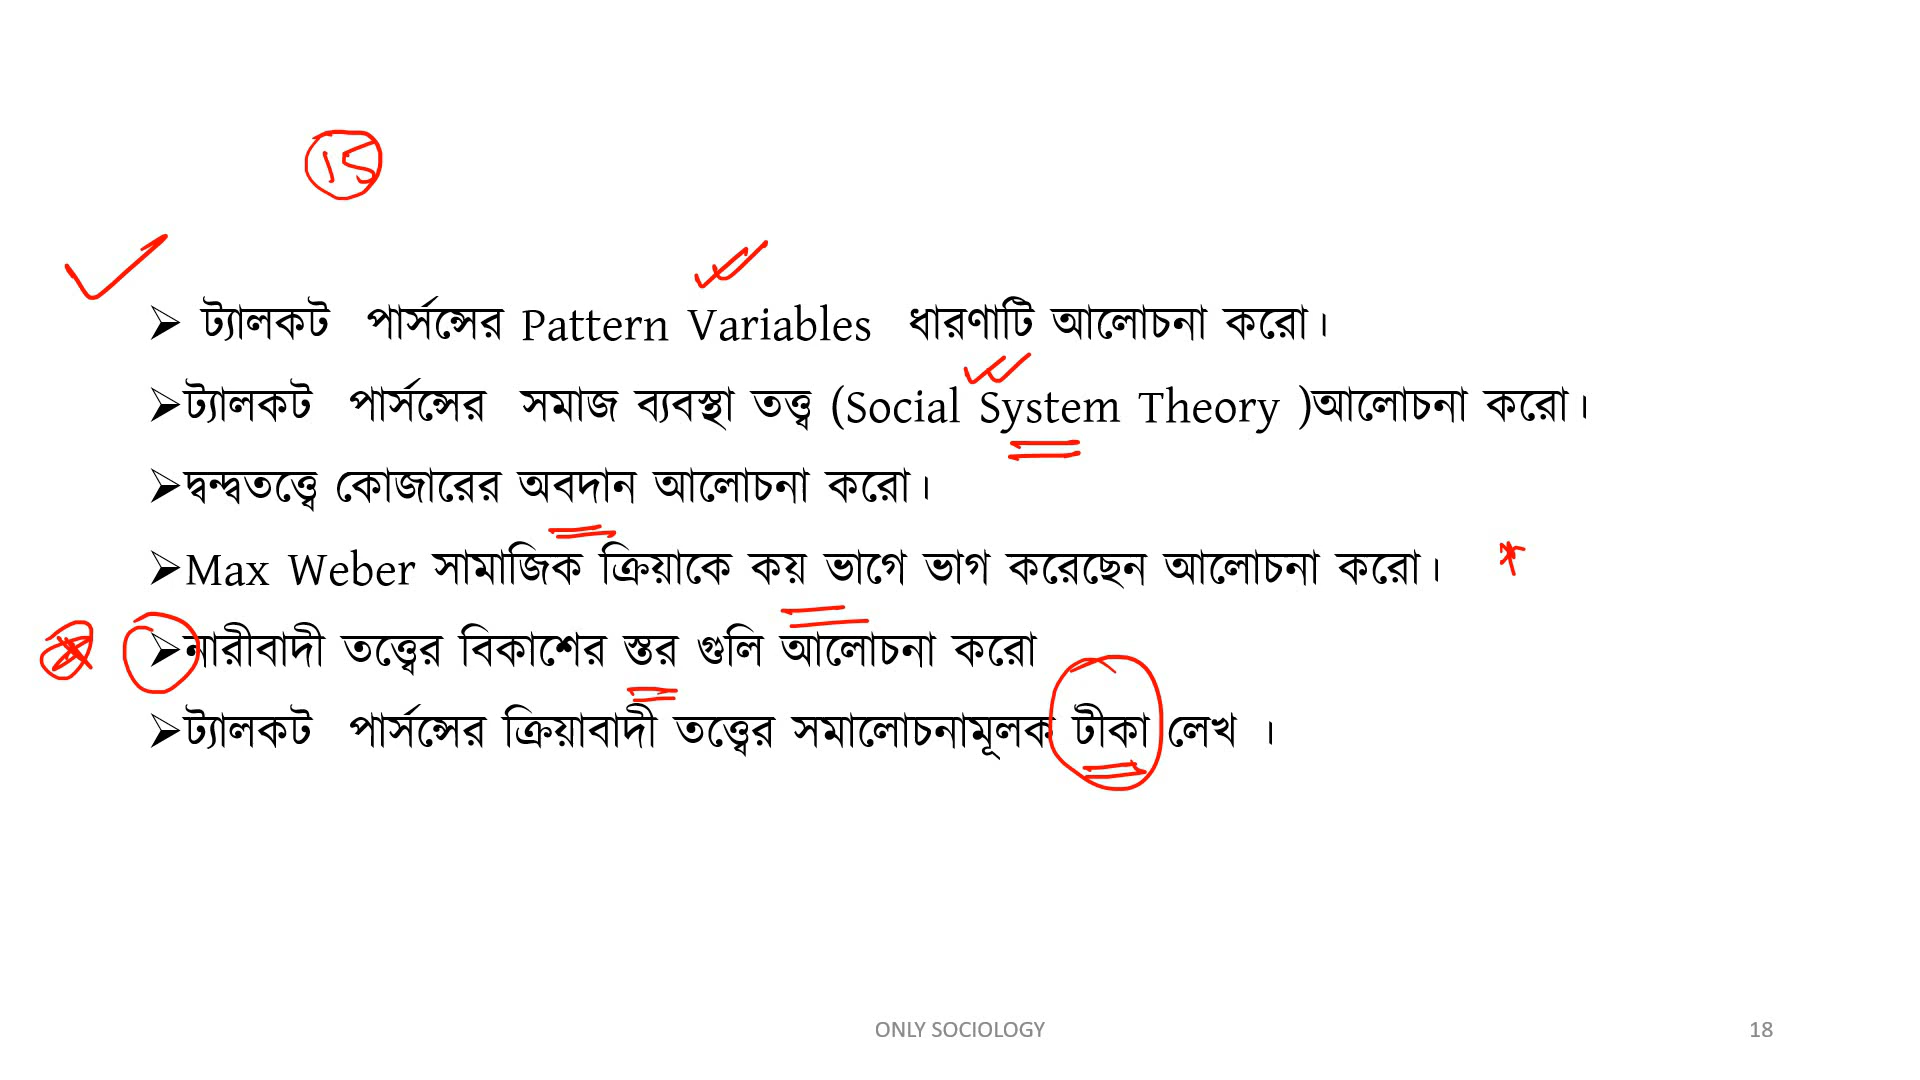 15
➢ ট্যালকট পার্সন্সের Pattern Variables ধারণাটি আলোচনা করো।
➢ট্যালকট পার্সন্সের সমাজ ব্যবস্থা তত্ত্ব (Social System Theory )আলোচনা করো।
➢দ্বন্দ্বতত্ত্বে কোজারের অবদান আলোচনা করো।
➢Max Weber সামাজিক ক্রিয়াকে কয় ভাগে ভাগ করেছেন আলোচনা করো।
➢নারীবাদী তত্ত্বের বিকাশের স্তর গুলি আলোচনা করো
➢ট্যালকট পার্সন্সের ক্রিয়াবাদী তত্ত্বের সমালোচনামূলক টীকা লেখ ।
ONLY SOCIOLOGY
18